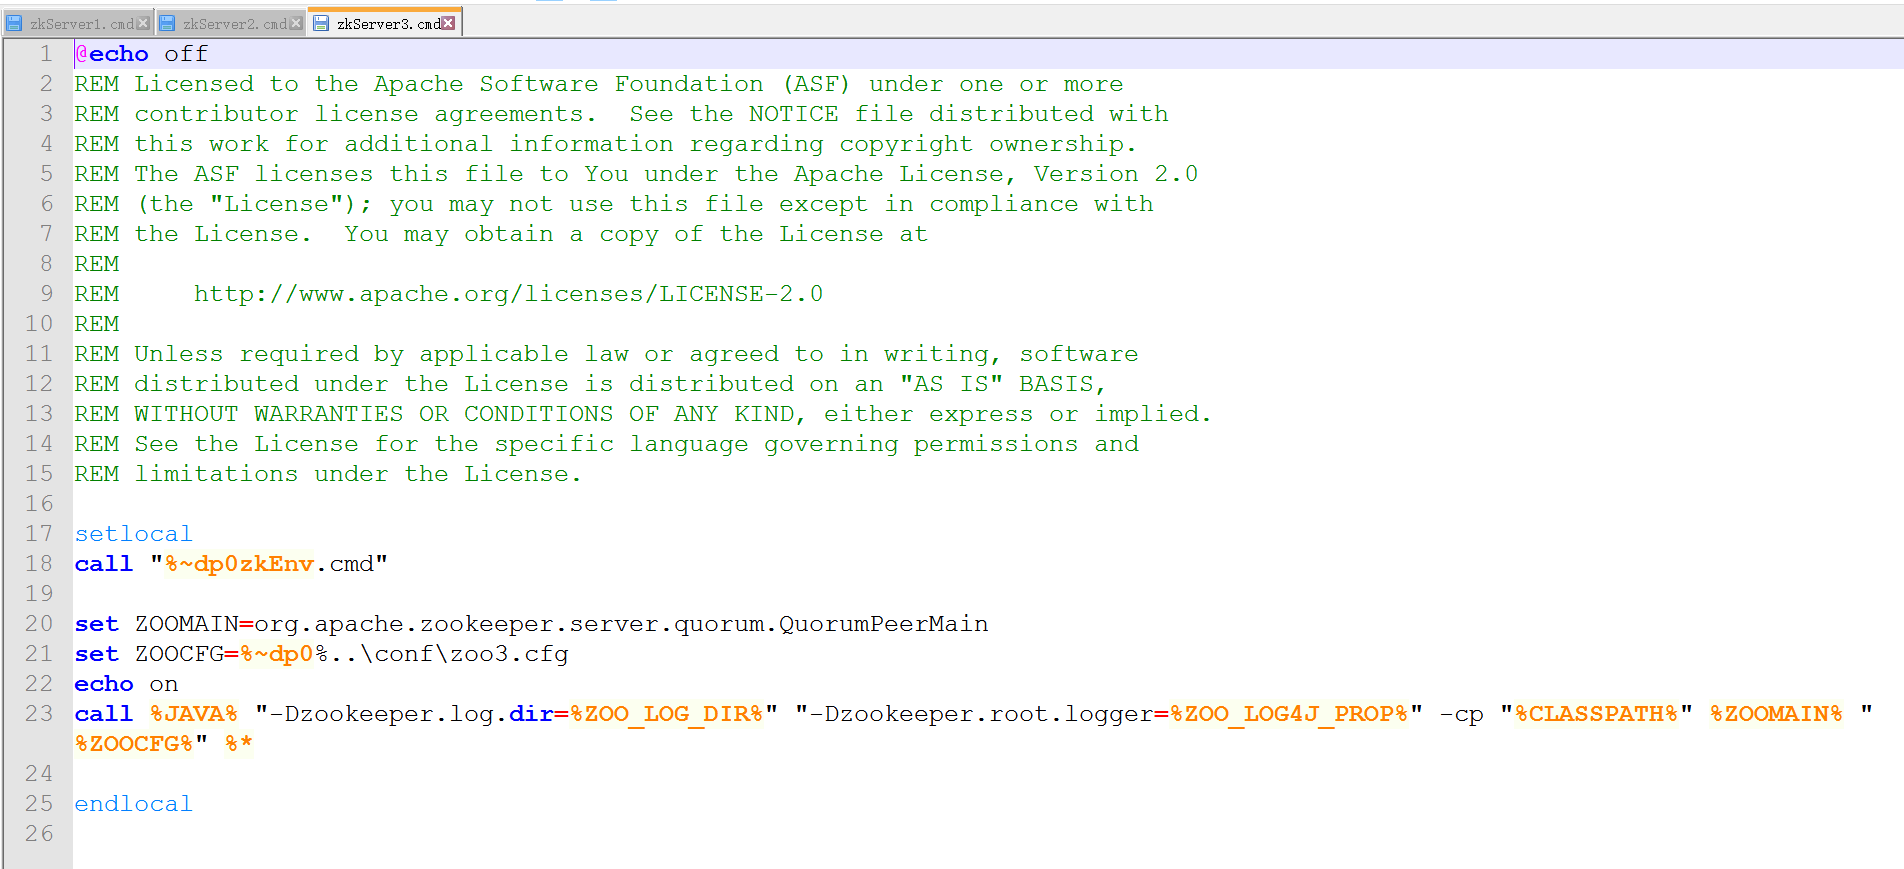 zkServer1.cmd zkServer2.cmd zkServer3.cmd
1 @echo off
2 REM Licensed to the Apache Software Foundation (ASF) under one or more
3 REM contributor license agreements.  See the NOTICE file distributed with
4 REM this work for additional information regarding copyright ownership.
5 REM The ASF licenses this file to You under the Apache License, Version 2.0
6 REM (the "License"); you may not use this file except in compliance with
7 REM the License.  You may obtain a copy of the License at
8 REM
9 REM     http://www.apache.org/licenses/LICENSE-2.0
10 REM
11 REM Unless required by applicable law or agreed to in writing, software
12 REM distributed under the License is distributed on an "AS IS" BASIS,
13 REM WITHOUT WARRANTIES OR CONDITIONS OF ANY KIND, either express or implied.
14 REM See the License for the specific language governing permissions and
15 REM limitations under the License.
16
17 setlocal
18 call "%~dp0zkEnv.cmd"
19
20 set ZOOMAIN=org.apache.zookeeper.server.quorum.QuorumPeerMain
21 set ZOOCFG=%~dp0%..\conf\zoo3.cfg
22 echo on
23 call %JAVA% "-Dzookeeper.log.dir=%ZOO_LOG_DIR%" "-Dzookeeper.root.logger=%ZOO_LOG4J_PROP%" -cp "%CLASSPATH%" %ZOOMAIN% "
%ZOOCFG%" %*
24
25 endlocal
26